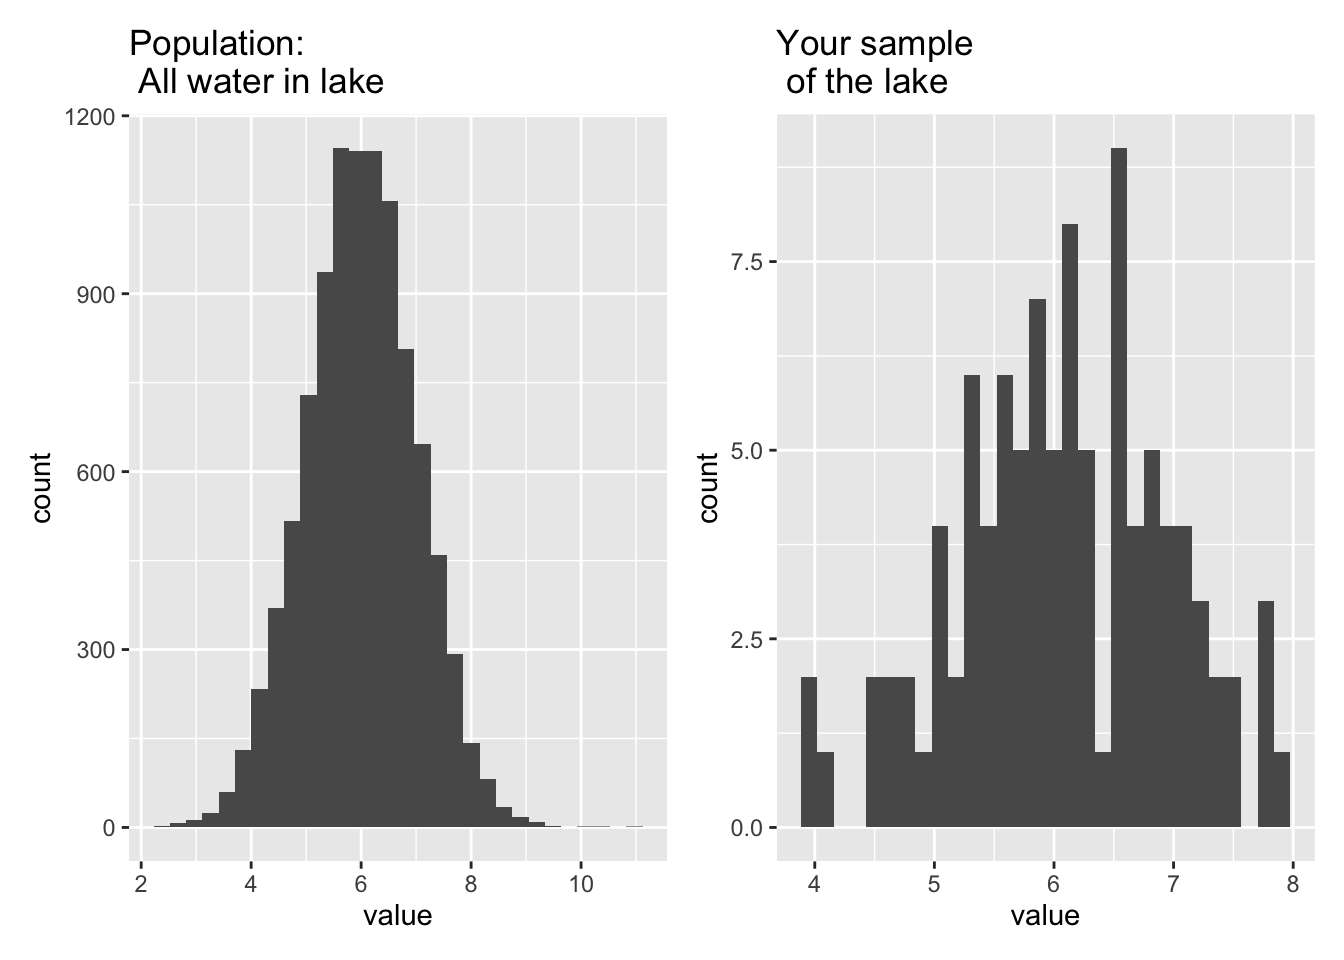 Population:
All water in lake
1200
900
600
300
0
count
2 4 6 8 10
value
Your sample
of the lake
7.5
5.0
2.5
0.0
count
4 5 6 7 8
value